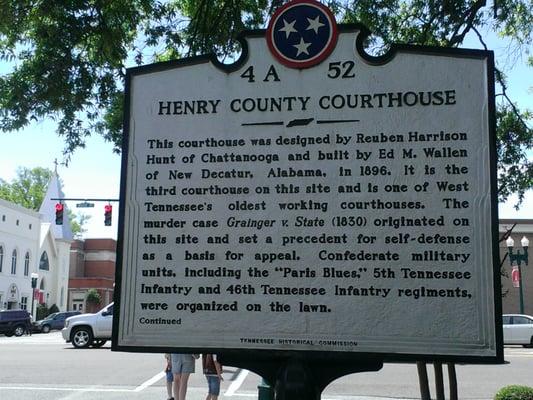 4 A 52
HENRY COUNTY COURTHOUSE
This courthouse was designed by Reuben Harrison
Hunt of Chattanooga and built by Ed M. Wallen
of New Decatur, Alabama, in 1896. It is the
third courthouse on this site and is one of West
Tennessee's oldest working courthouses. The
murder case Grainger v. State (1830) originated on
this site and set a precedent for self-defense
as a basis for appeal. Confederate military
units, including the "Paris Blues," 5th Tennessee
Infantry and 46th Tennessee Infantry regiments,
were organized on the lawn.
Continued
TENNESSEE HISTORICAL COMMISSION